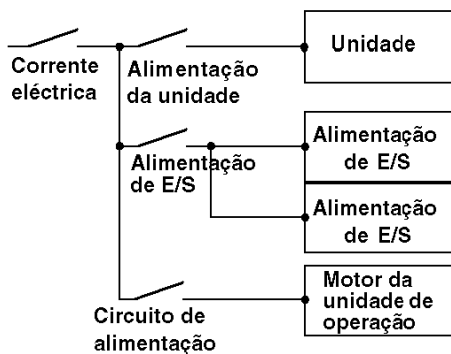 Unidade
Corrente
eléctrica
Alimentação
da unidade
Alimentação
de E/S
Alimentação
de E/S
Alimentação
de E/S
Motor da
unidade de
operação
Circuito de
alimentação